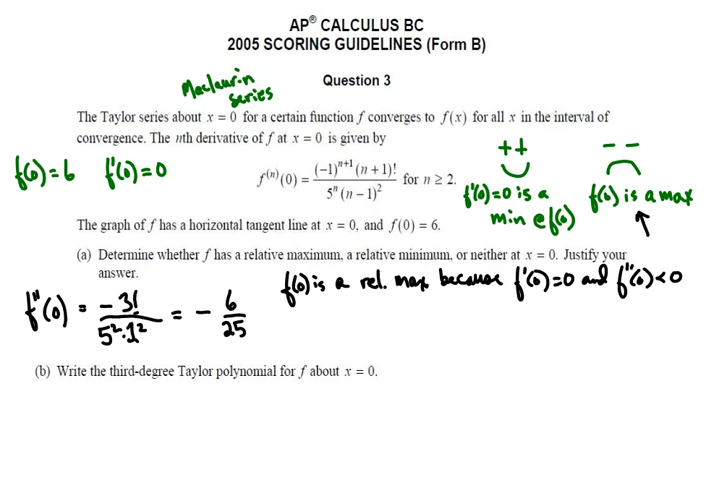 AP® CALCULUS BC
2005 SCORING GUIDELINES (Form B)
Question 3
Maclaurin
series
The Taylor series about x = 0 for a certain function f converges to f(x) for all x in the interval of
convergence. The nth derivative of f at x = 0 is given by
f(0) = 6 f'(0) = 0
f^(n)(0) = (-1)^(n+1) (n + 1)! / 5^n (n - 1)^2 for n ≥ 2.
++
f'(0)=0 is a
min @ f(0)
- -
f(0) is a max
The graph of f has a horizontal tangent line at x = 0, and f(0) = 6.
(a) Determine whether f has a relative maximum, a relative minimum, or neither at x = 0. Justify your
answer.
f(0) is a rel. max because f'(0)=0 and f"(0)<0
f"(0) = -3! / 5²·1² = - 6/25
(b) Write the third-degree Taylor polynomial for f about x = 0.